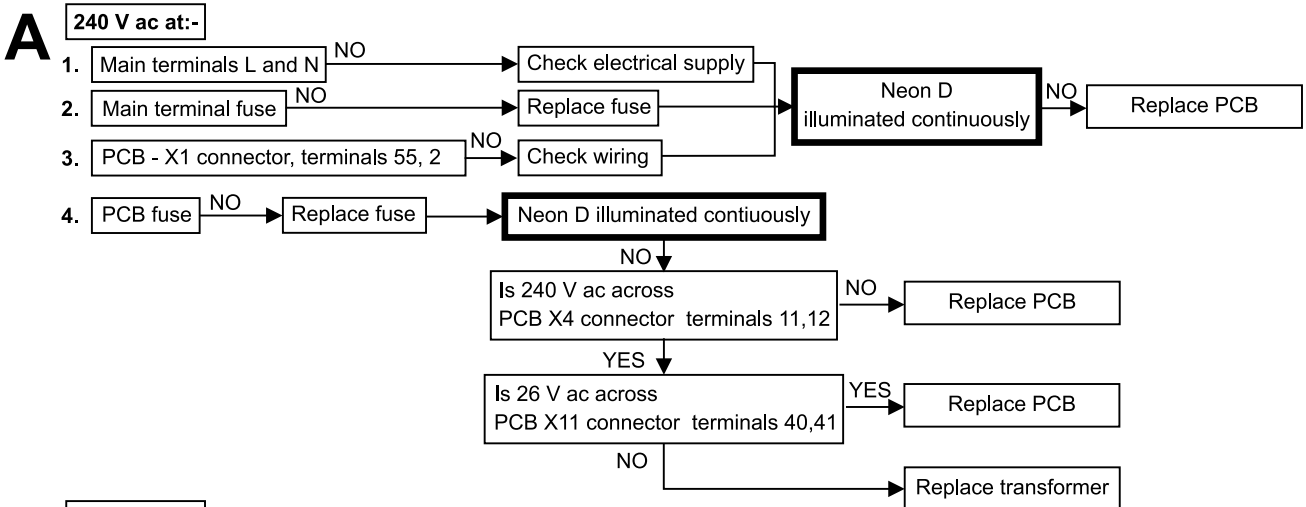 A
240 V ac at:-
1. Main terminals L and N NO Check electrical supply
2. Main terminal fuse NO Replace fuse
Neon D
illuminated continuously
NO Replace PCB
3. PCB - X1 connector, terminals 55, 2 NO Check wiring
4. PCB fuse NO Replace fuse Neon D illuminated contiuously
NO
Is 240 V ac across
PCB X4 connector terminals 11,12
NO Replace PCB
YES
Is 26 V ac across
PCB X11 connector terminals 40,41
YES Replace PCB
NO
Replace transformer